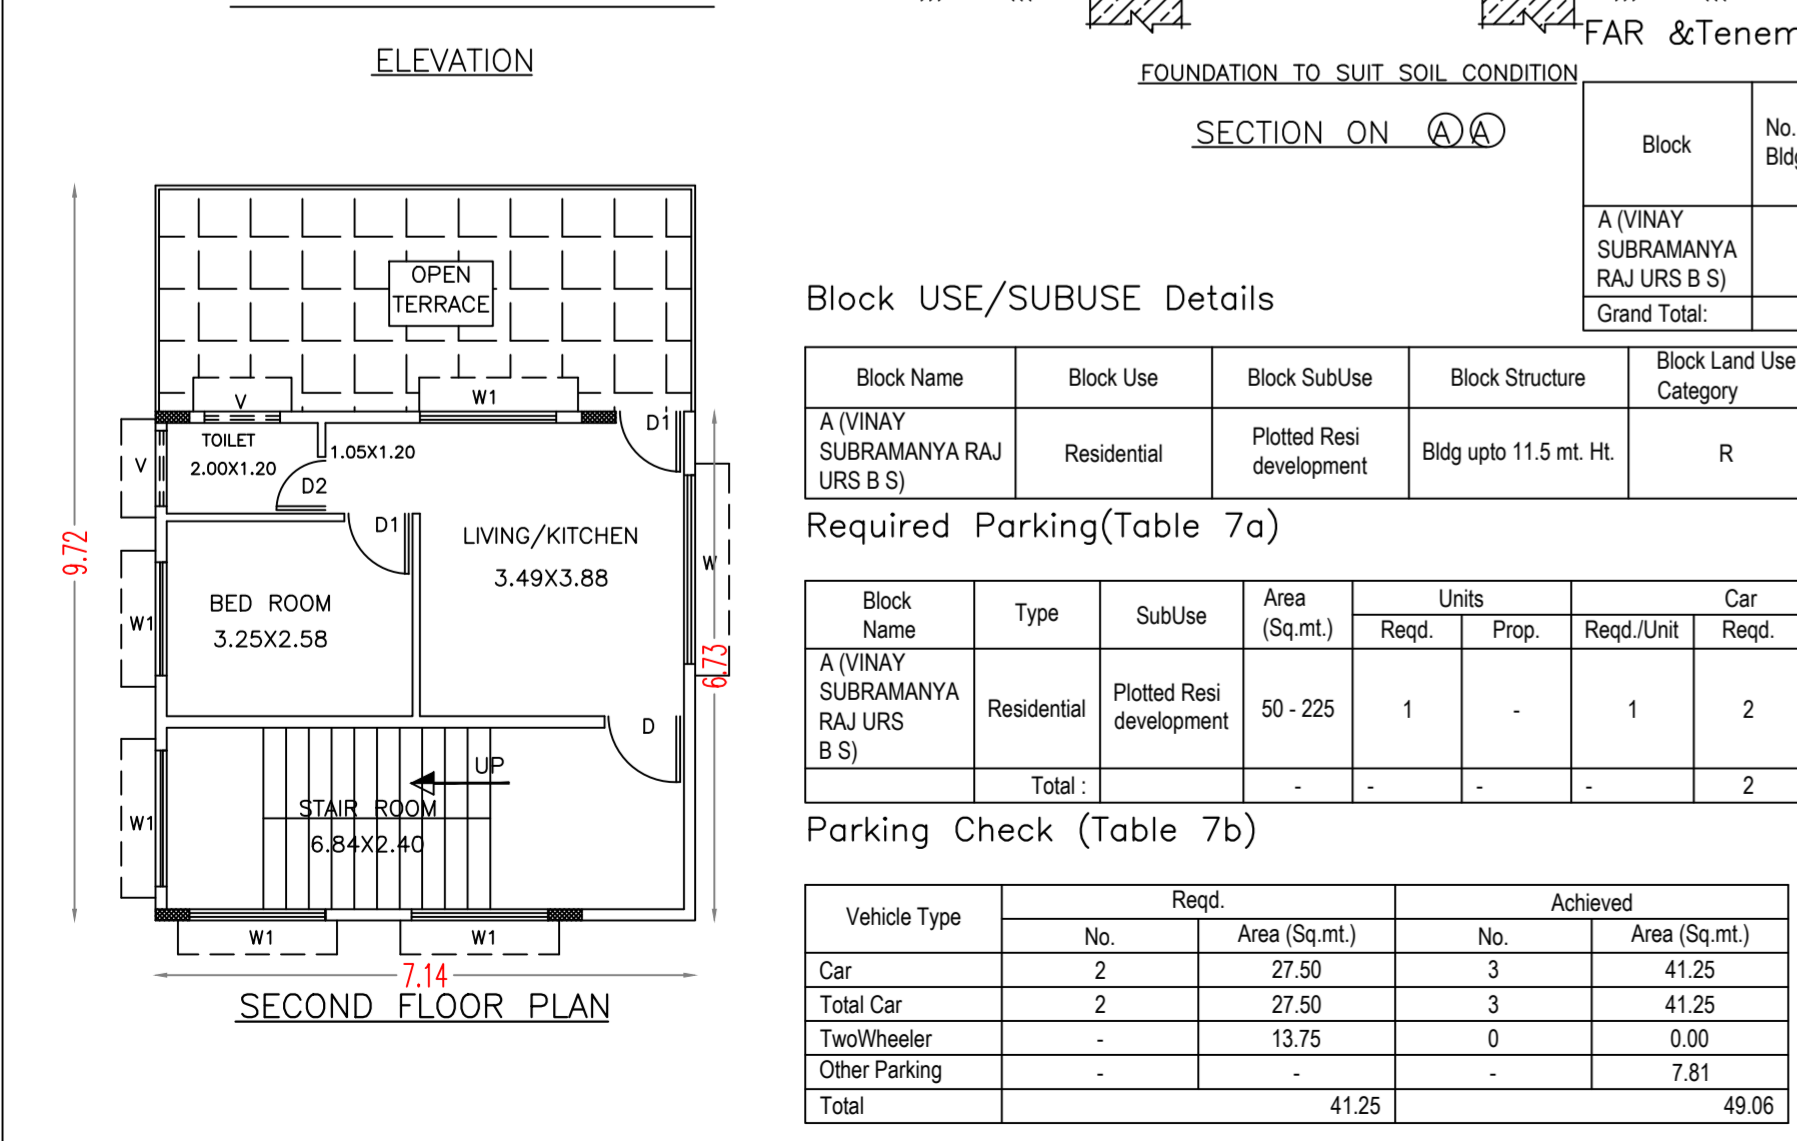 ELEVATION
FOUNDATION TO SUIT SOIL CONDITION
SECTION ON A A
FAR &Tenem
Block
No.
Bldg
A (VINAY
SUBRAMANYA
RAJ URS B S)
Grand Total:
OPEN
TERRACE
V
W1
D1
TOILET
2.00X1.20
1.05X1.20
V
D2
D1
LIVING/KITCHEN
3.49X3.88
W
BED ROOM
3.25X2.58
W1
9.72
6.73
D
UP
STAIR ROOM
6.84X2.40
W1
W1
W1
7.14
SECOND FLOOR PLAN
Block USE/SUBUSE Details
Block Name Block Use Block SubUse Block Structure Block Land Use
Category
A (VINAY
SUBRAMANYA RAJ
URS B S)
Residential
Plotted Resi
development
Bldg upto 11.5 mt. Ht.
R
Required Parking(Table 7a)
Block
Name
Type
SubUse
Area
(Sq.mt.)
Units
Car
Reqd. Prop. Reqd./Unit Reqd.
A (VINAY
SUBRAMANYA
RAJ URS
B S)
Residential
Plotted Resi
development
50 - 225
1 - 1 2
Total : - - - - 2
Parking Check (Table 7b)
Vehicle Type
Reqd. Achieved
No. Area (Sq.mt.) No. Area (Sq.mt.)
Car 2 27.50 3 41.25
Total Car 2 27.50 3 41.25
TwoWheeler - 13.75 0 0.00
Other Parking - - - 7.81
Total 41.25 49.06